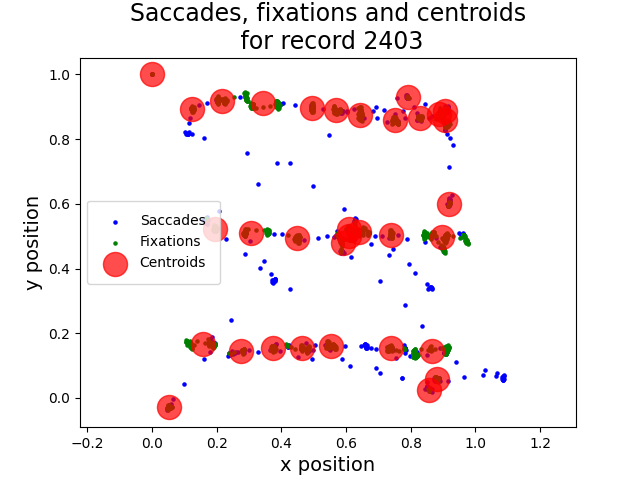 Saccades, fixations and centroids
for record 2403
y position
1.0
0.8
0.6
0.4
0.2
0.0
Saccades
Fixations
Centroids
−0.2 0.0 0.2 0.4 0.6 0.8 1.0 1.2
x position